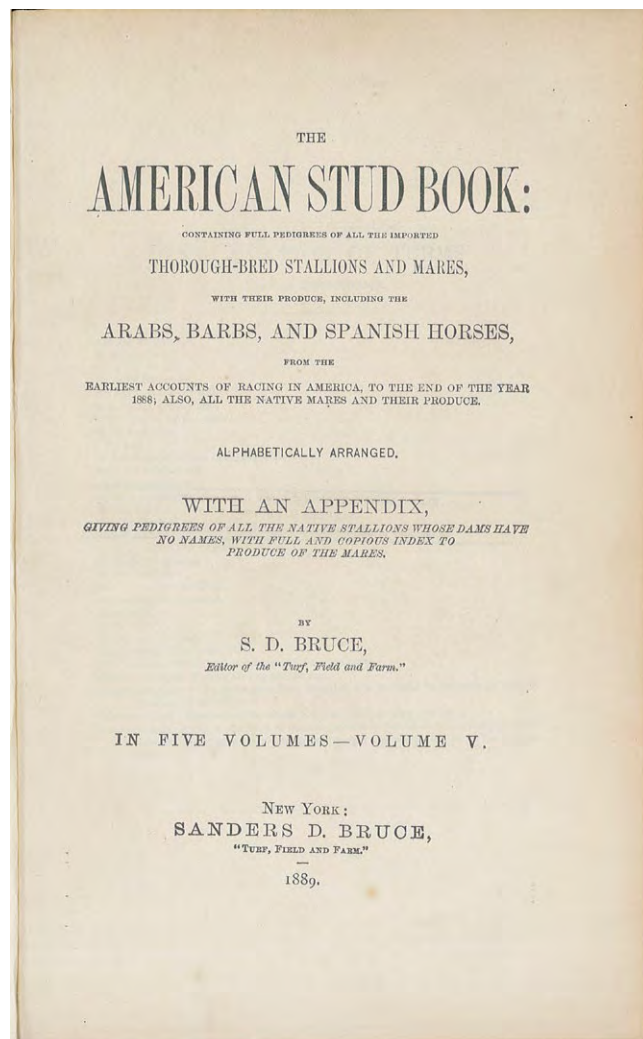 THE
AMERICAN STUD BOOK:
CONTAINING FULL PEDIGREES OF ALL THE IMPORTED
THOROUGH-BRED STALLIONS AND MARES,
WITH THEIR PRODUCE, INCLUDING THE
ARABS, BARBS, AND SPANISH HORSES,
FROM THE
EARLIEST ACCOUNTS OF RACING IN AMERICA, TO THE END OF THE YEAR
1888; ALSO, ALL THE NATIVE MARES AND THEIR PRODUCE.
ALPHABETICALLY ARRANGED.
WITH AN APPENDIX,
GIVING PEDIGREES OF ALL THE NATIVE STALLIONS WHOSE DAMS HAVE
NO NAMES, WITH FULL AND COPIOUS INDEX TO
PRODUCE OF THE MARES.
BY
S. D. BRUCE,
Editor of the "Turf, Field and Farm."
IN FIVE VOLUMES—VOLUME V.
NEW YORK:
SANDERS D. BRUCE,
"TURF, FIELD AND FARM."
1889.